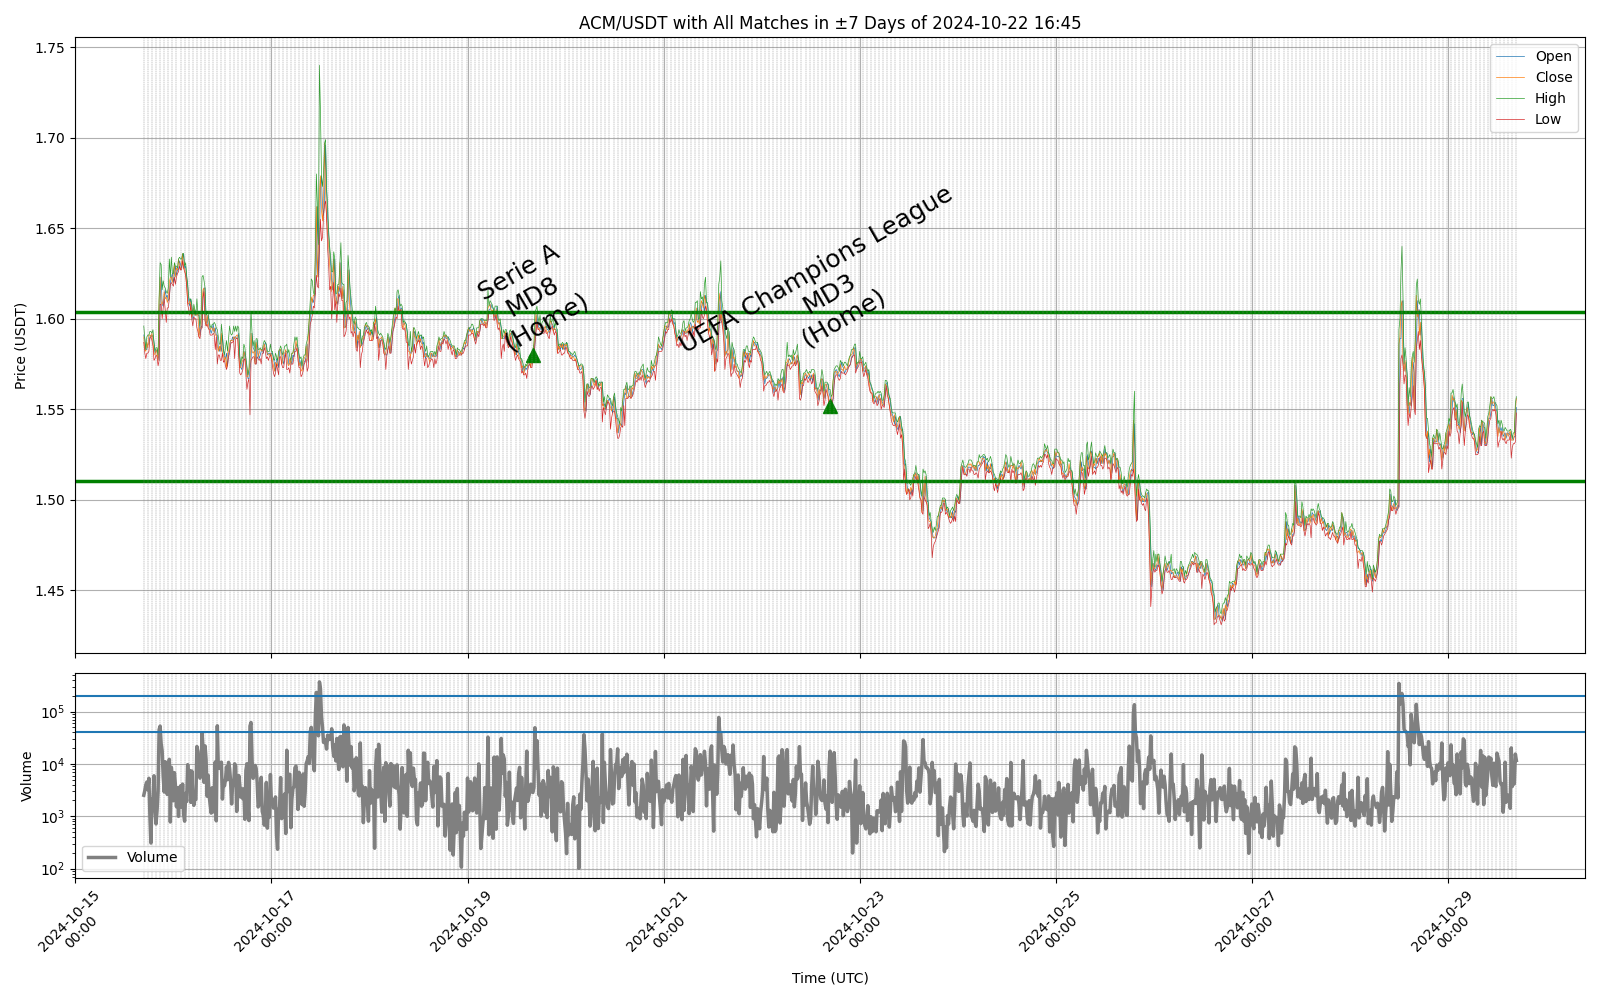 ACM/USDT with All Matches in ±7 Days of 2024-10-22 16:45
1.75
1.70
1.65
1.60
1.55
1.50
1.45
Price (USDT)
Open
Close
High
Low
Serie A
MD8
(Home)
UEFA Champions League
MD3
(Home)
10⁵
10⁴
10³
10²
Volume
Volume
2024-10-15
00:00
2024-10-17
00:00
2024-10-19
00:00
2024-10-21
00:00
2024-10-23
00:00
2024-10-25
00:00
2024-10-27
00:00
2024-10-29
00:00
Time (UTC)